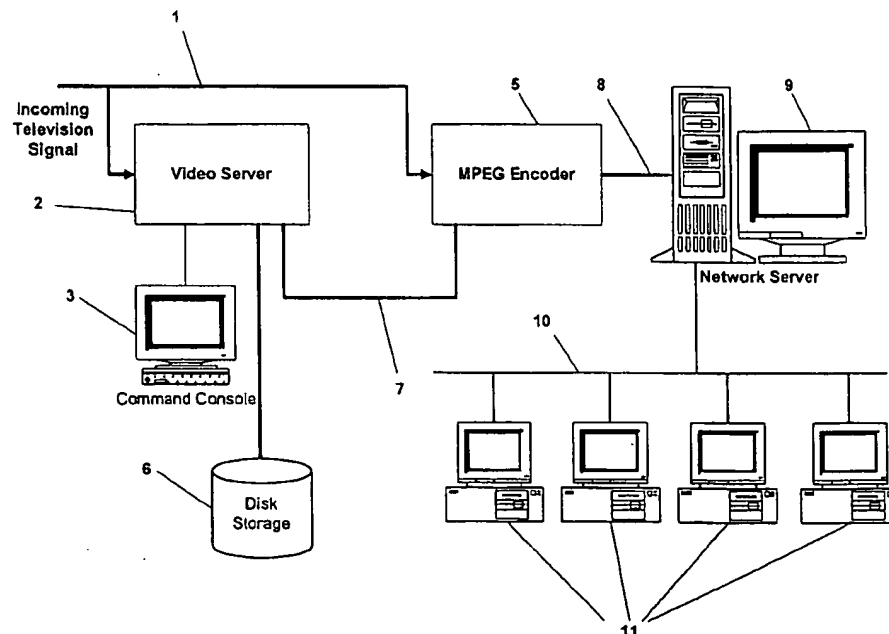 1
Incoming
Television
Signal
2
Video Server
5
MPEG Encoder
8
9
Network Server
3
Command Console
7
10
6
Disk
Storage
11